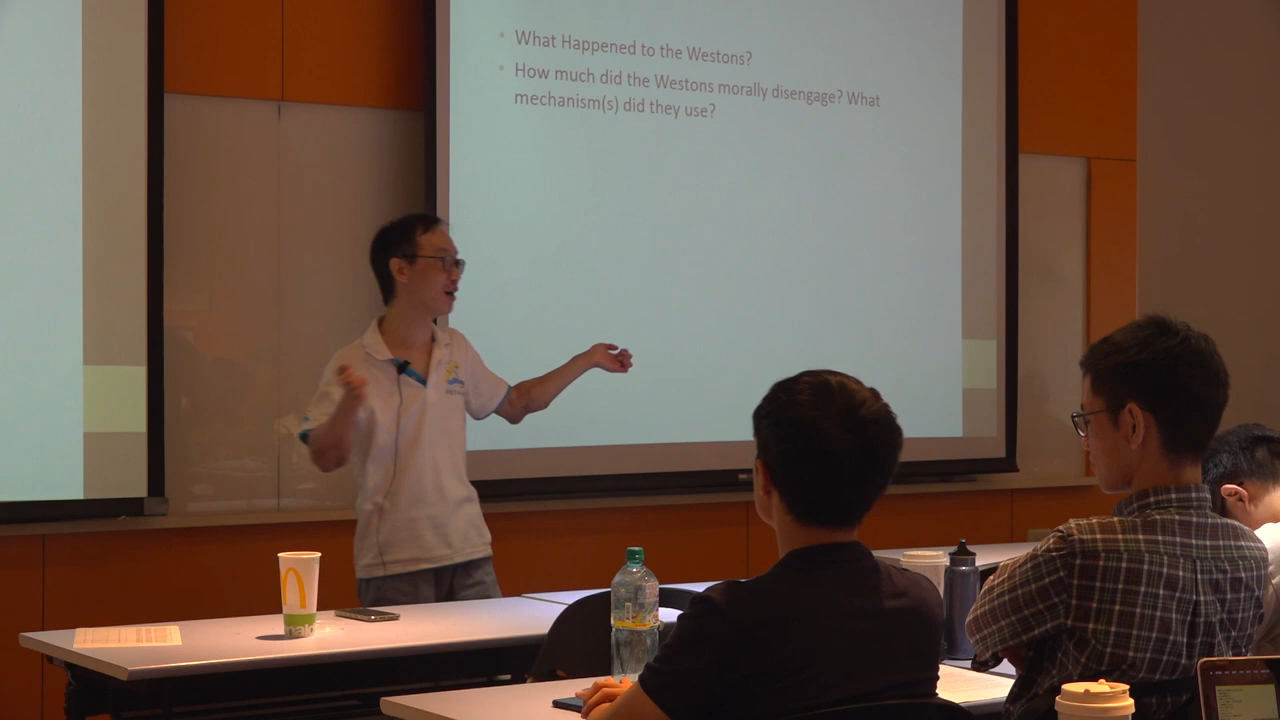 What Happened to the Westons?
How much did the Westons morally disengage? What
mechanism(s) did they use?